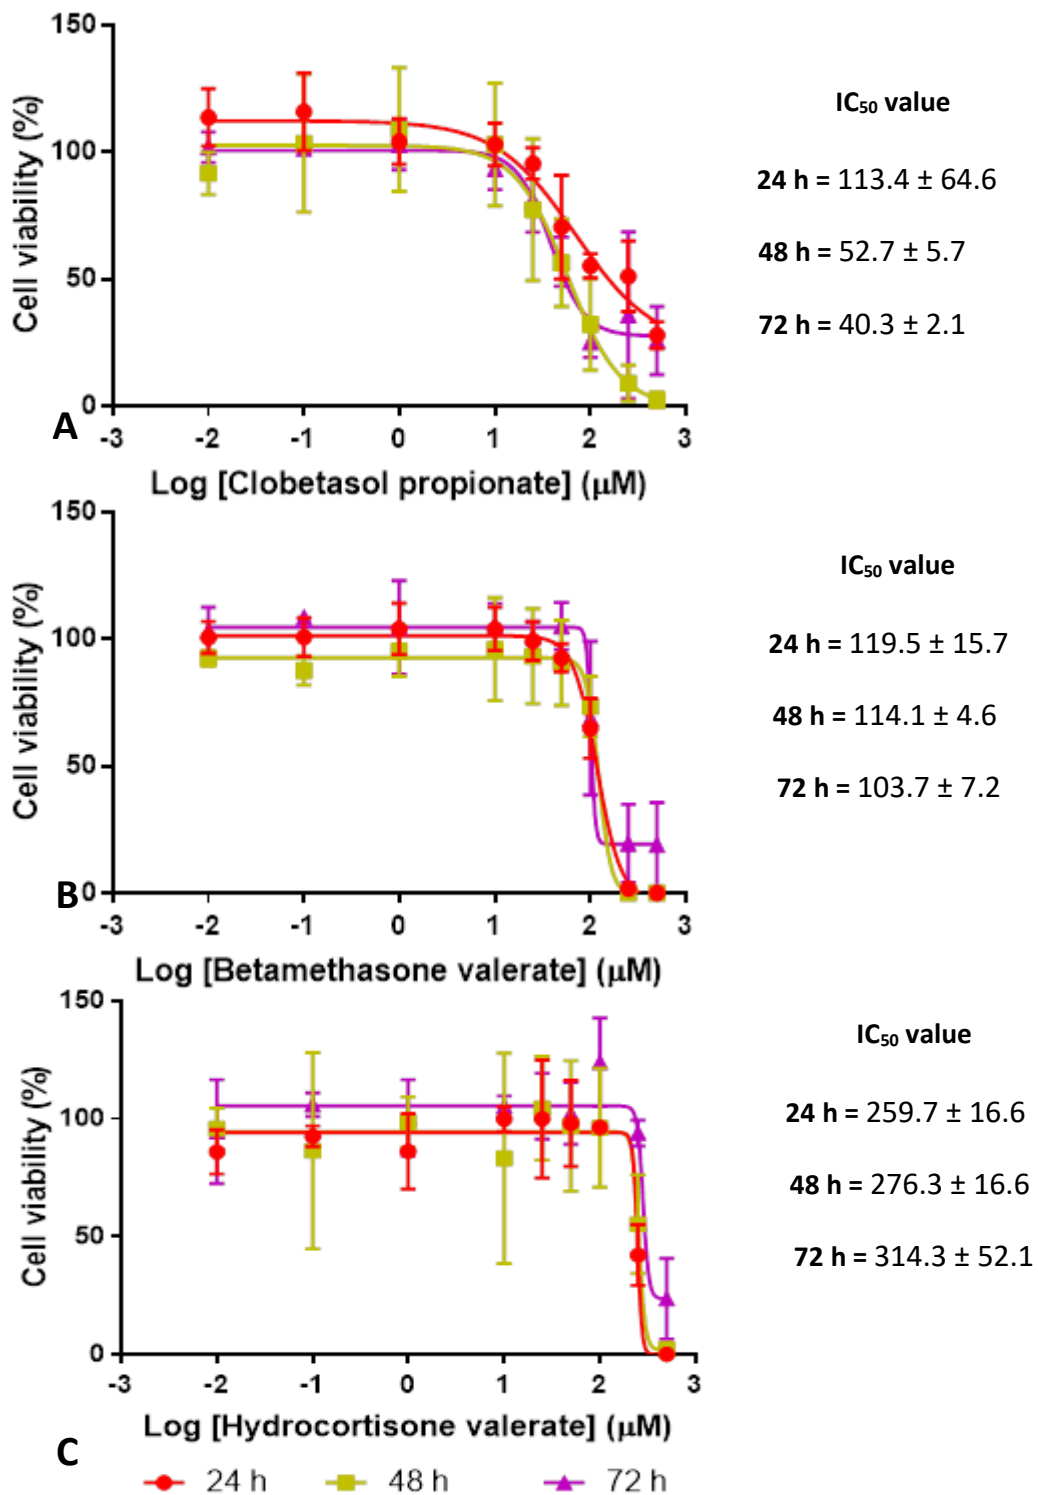 150
100
50
0
Cell viability (%)
-3 -2 -1 0 1 2 3
Log [Clobetasol propionate] (μM)
A
IC50 value
24 h = 113.4 ± 64.6
48 h = 52.7 ± 5.7
72 h = 40.3 ± 2.1
150
100
50
0
Cell viability (%)
-3 -2 -1 0 1 2 3
Log [Betamethasone valerate] (μM)
B
IC50 value
24 h = 119.5 ± 15.7
48 h = 114.1 ± 4.6
72 h = 103.7 ± 7.2
150
100
50
0
Cell viability (%)
-3 -2 -1 0 1 2 3
Log [Hydrocortisone valerate] (μM)
C
IC50 value
24 h = 259.7 ± 16.6
48 h = 276.3 ± 16.6
72 h = 314.3 ± 52.1
24 h 48 h 72 h